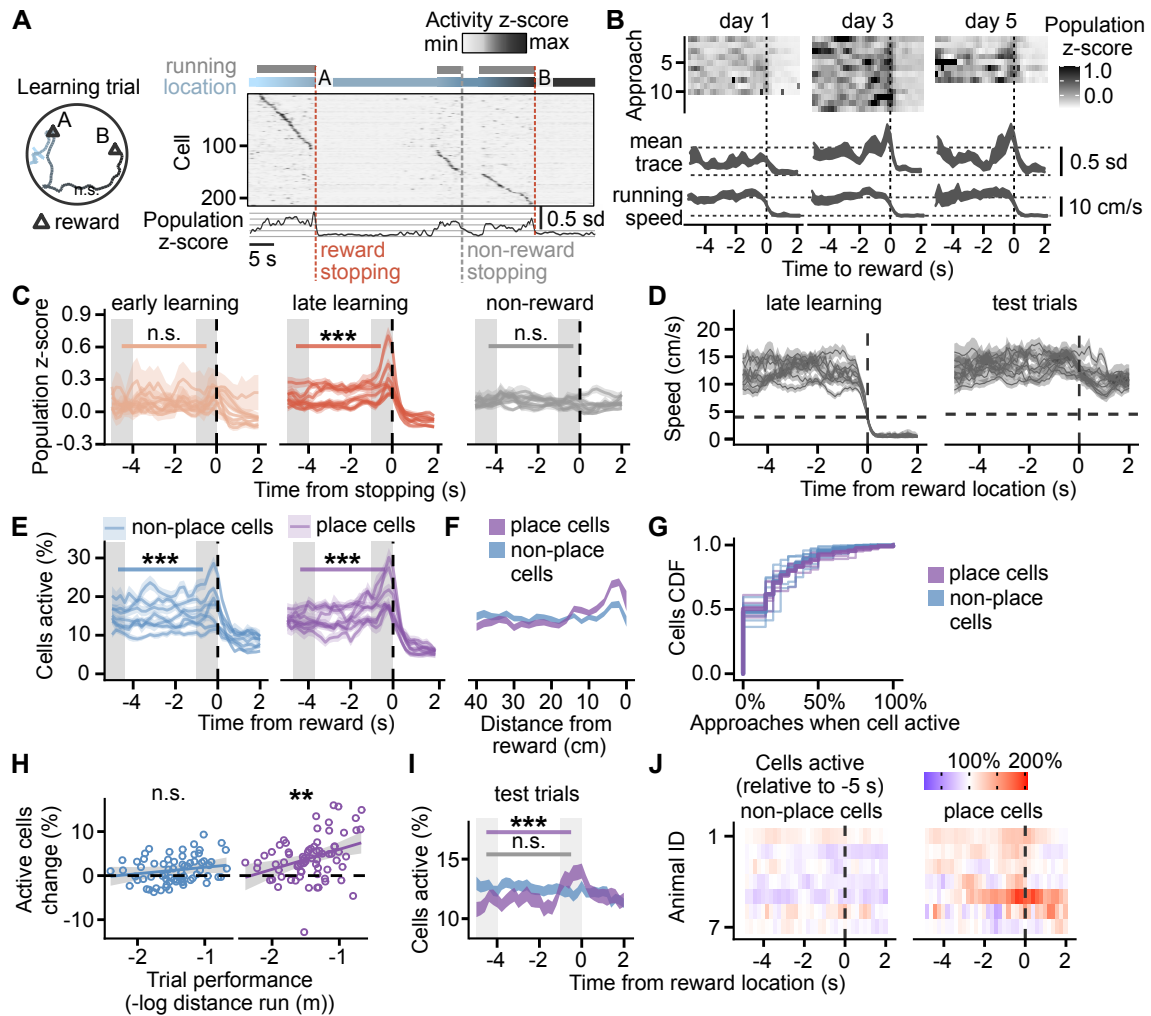 A
Activity z-score
min
max
running
location
A
B
Learning trial
A
B
n.s.
reward
Cell
100
200
Population
z-score
0.5 sd
5 s
reward
stopping
non-reward
stopping
B
day 1
day 3
day 5
Population
z-score
1.0
0.0
Approach
5
10
mean
trace
0.5 sd
running
speed
10 cm/s
-4 -2 0 2
-4 -2 0 2
-4 -2 0 2
Time to reward (s)
C
early learning
late learning
non-reward
Population z-score
0.9
0.6
0.3
0.0
-0.3
n.s.
***
n.s.
-4 -2 0 2
-4 -2 0 2
-4 -2 0 2
Time from stopping (s)
D
late learning
test trials
Speed (cm/s)
20
15
10
5
0
-4 -2 0 2
-4 -2 0 2
Time from reward location (s)
E
non-place cells
place cells
Cells active (%)
30
20
10
0
***
***
-4 -2 0 2
-4 -2 0 2
Time from reward (s)
F
place cells
non-place
cells
40 30 20 10 0
Distance from
reward (cm)
G
Cells CDF
1.0
0.5
0.0
0% 50% 100%
Approaches when cell active
place cells
non-place
cells
H
n.s.
**
Active cells
change (%)
10
0
-10
-2 -1
-2 -1
Trial performance
(-log distance run (m))
I
test trials
***
n.s.
Cells active (%)
15
10
-4 -2 0 2
Time from reward location (s)
J
Cells active
(relative to -5 s)
100% 200%
non-place cells
place cells
Animal ID
1
7
-4 -2 0 2
-4 -2 0 2